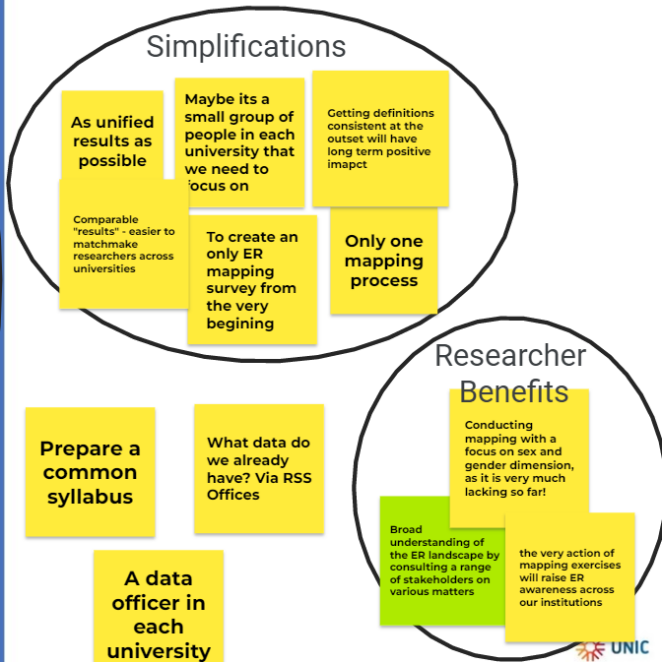 Simplifications
As unified
results as
possible
Maybe its a
small group of
people in each
university that
we need to
focus on
Getting definitions
consistent at the
outset will have
long term positive
imapct
Comparable
"results" - easier to
matchmake
researchers across
universities
To create an
only ER
mapping
survey from
the very
begining
Only one
mapping
process
Researcher
Benefits
Conducting
mapping with a
focus on sex and
gender dimension,
as it is very much
lacking so far!
Broad
understanding of
the ER landscape by
consulting a range
of stakeholders on
various matters
the very action of
mapping exercises
will raise ER
awareness across
our institutions
Prepare a
common
syllabus
What data do
we already
have? Via RSS
Offices
A data
officer in
each
university
UNIC